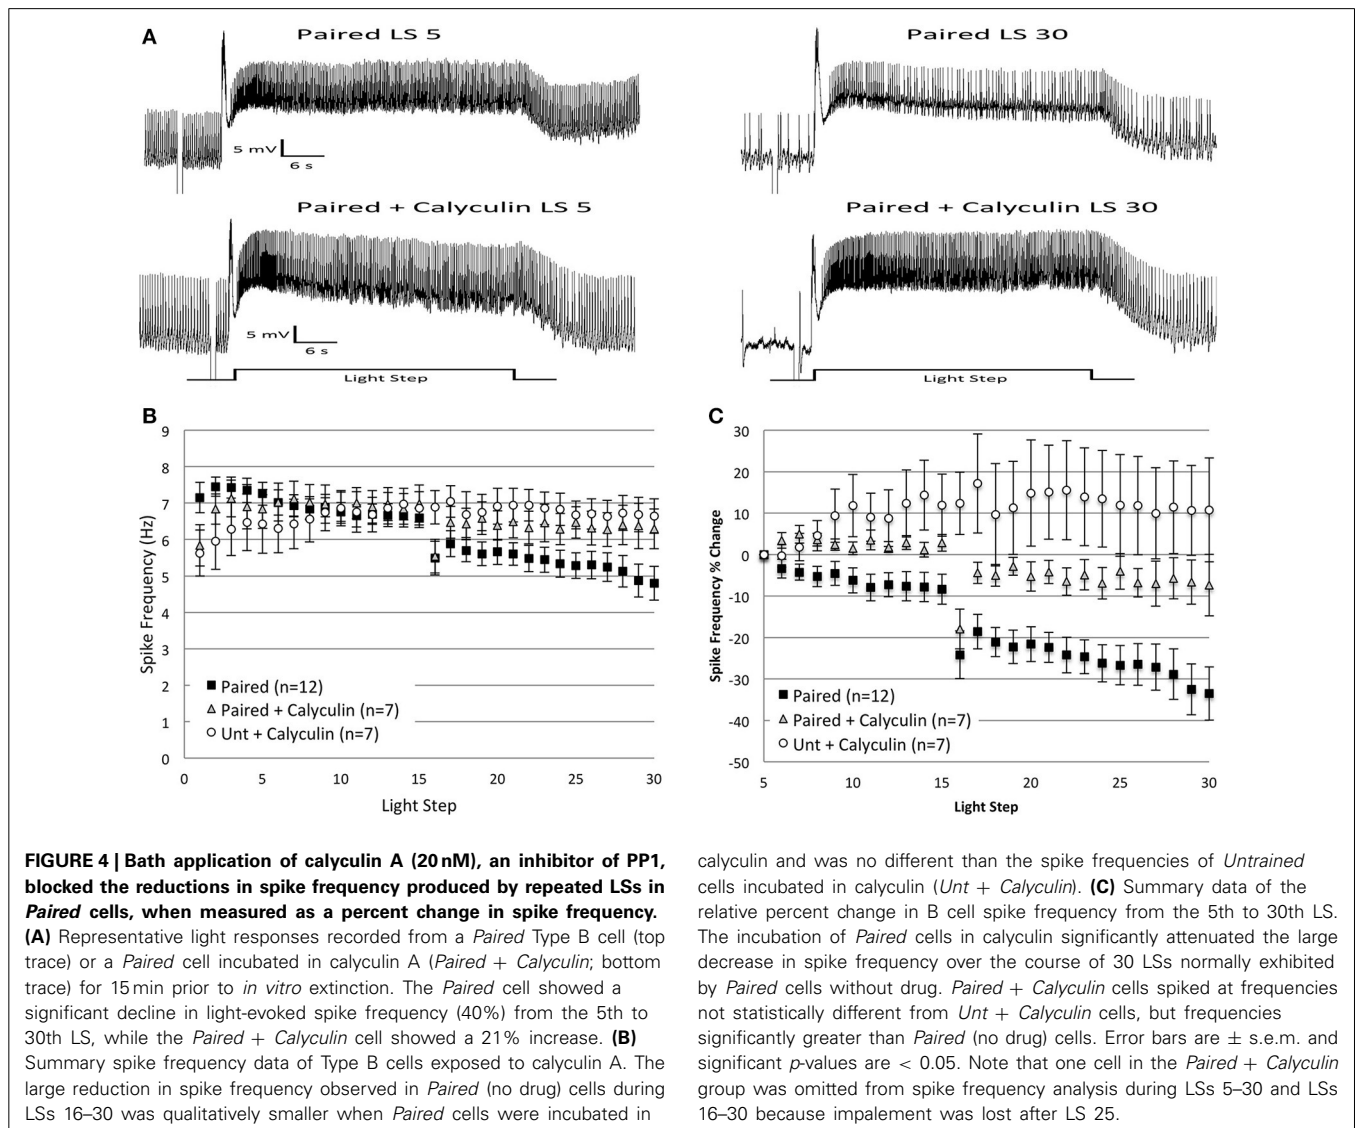 A
Paired LS 5
Paired LS 30
5 mV
6 s
Paired + Calyculin LS 5
Paired + Calyculin LS 30
5 mV
6 s
Light Step
Light Step
B
9
8
7
6
5
4
3
2
1
0
Spike Frequency (Hz)
Paired (n=12)
Paired + Calyculin (n=7)
Unt + Calyculin (n=7)
0
5
10
15
20
25
30
Light Step
C
30
20
10
0
-10
-20
-30
-40
-50
Spike Frequency % Change
Paired (n=12)
Paired + Calyculin (n=7)
Unt + Calyculin (n=7)
5
10
15
20
25
30
Light Step
FIGURE 4 | Bath application of calyculin A (20 nM), an inhibitor of PP1,
blocked the reductions in spike frequency produced by repeated LSs in
Paired cells, when measured as a percent change in spike frequency.
(A) Representative light responses recorded from a Paired Type B cell (top
trace) or a Paired cell incubated in calyculin A (Paired + Calyculin; bottom
trace) for 15 min prior to in vitro extinction. The Paired cell showed a
significant decline in light-evoked spike frequency (40%) from the 5th to
30th LS, while the Paired + Calyculin cell showed a 21% increase. (B)
Summary spike frequency data of Type B cells exposed to calyculin A. The
large reduction in spike frequency observed in Paired (no drug) cells during
LSs 16–30 was qualitatively smaller when Paired cells were incubated in
calyculin and was no different than the spike frequencies of Untrained
cells incubated in calyculin (Unt + Calyculin). (C) Summary data of the
relative percent change in B cell spike frequency from the 5th to 30th LS.
The incubation of Paired cells in calyculin significantly attenuated the large
decrease in spike frequency over the course of 30 LSs normally exhibited
by Paired cells without drug. Paired + Calyculin cells spiked at frequencies
not statistically different from Unt + Calyculin cells, but frequencies
significantly greater than Paired (no drug) cells. Error bars are ± s.e.m. and
significant p-values are < 0.05. Note that one cell in the Paired + Calyculin
group was omitted from spike frequency analysis during LSs 5–30 and LSs
16–30 because impalement was lost after LS 25.